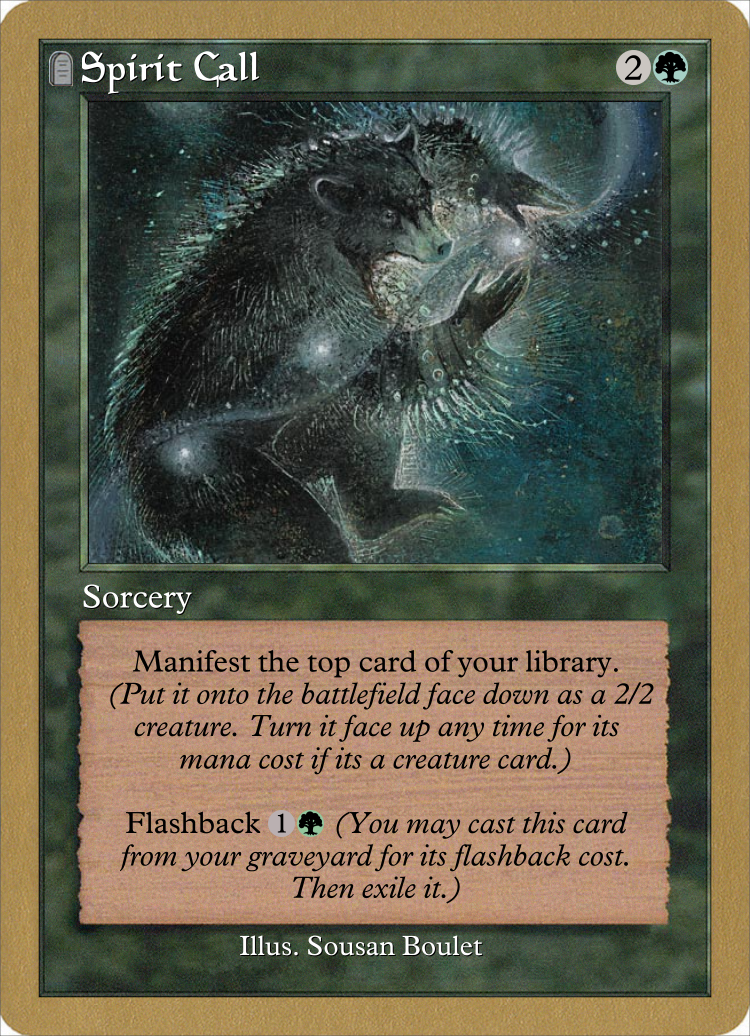 Spirit Call 2
Sorcery
Manifest the top card of your library.
(Put it onto the battlefield face down as a 2/2
creature. Turn it face up any time for its
mana cost if its a creature card.)
Flashback 1 (You may cast this card
from your graveyard for its flashback cost.
Then exile it.)
Illus. Sousan Boulet